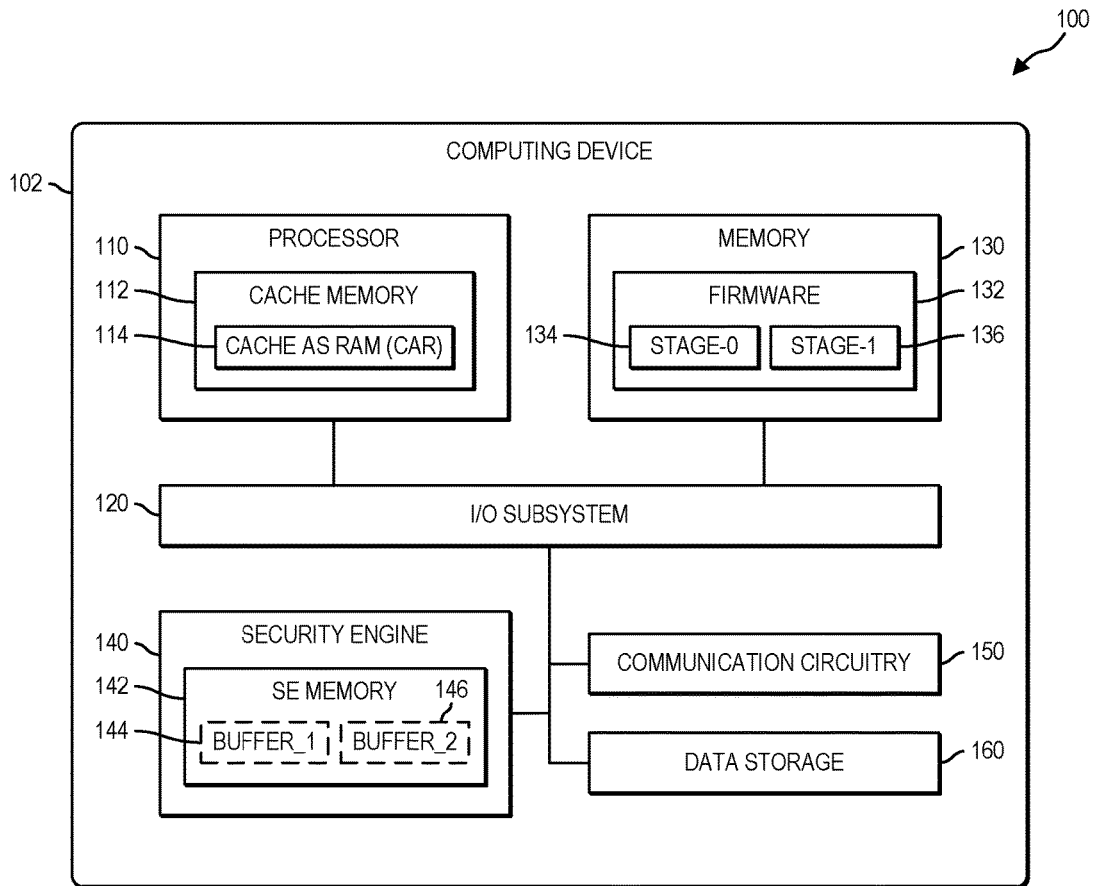 100
COMPUTING DEVICE
102
PROCESSOR
110
CACHE MEMORY
112
CACHE AS RAM (CAR)
114
MEMORY
130
FIRMWARE
132
134
STAGE-0
STAGE-1
136
120
I/O SUBSYSTEM
140
SECURITY ENGINE
142
SE MEMORY
146
144
BUFFER_1
BUFFER_2
COMMUNICATION CIRCUITRY
150
DATA STORAGE
160